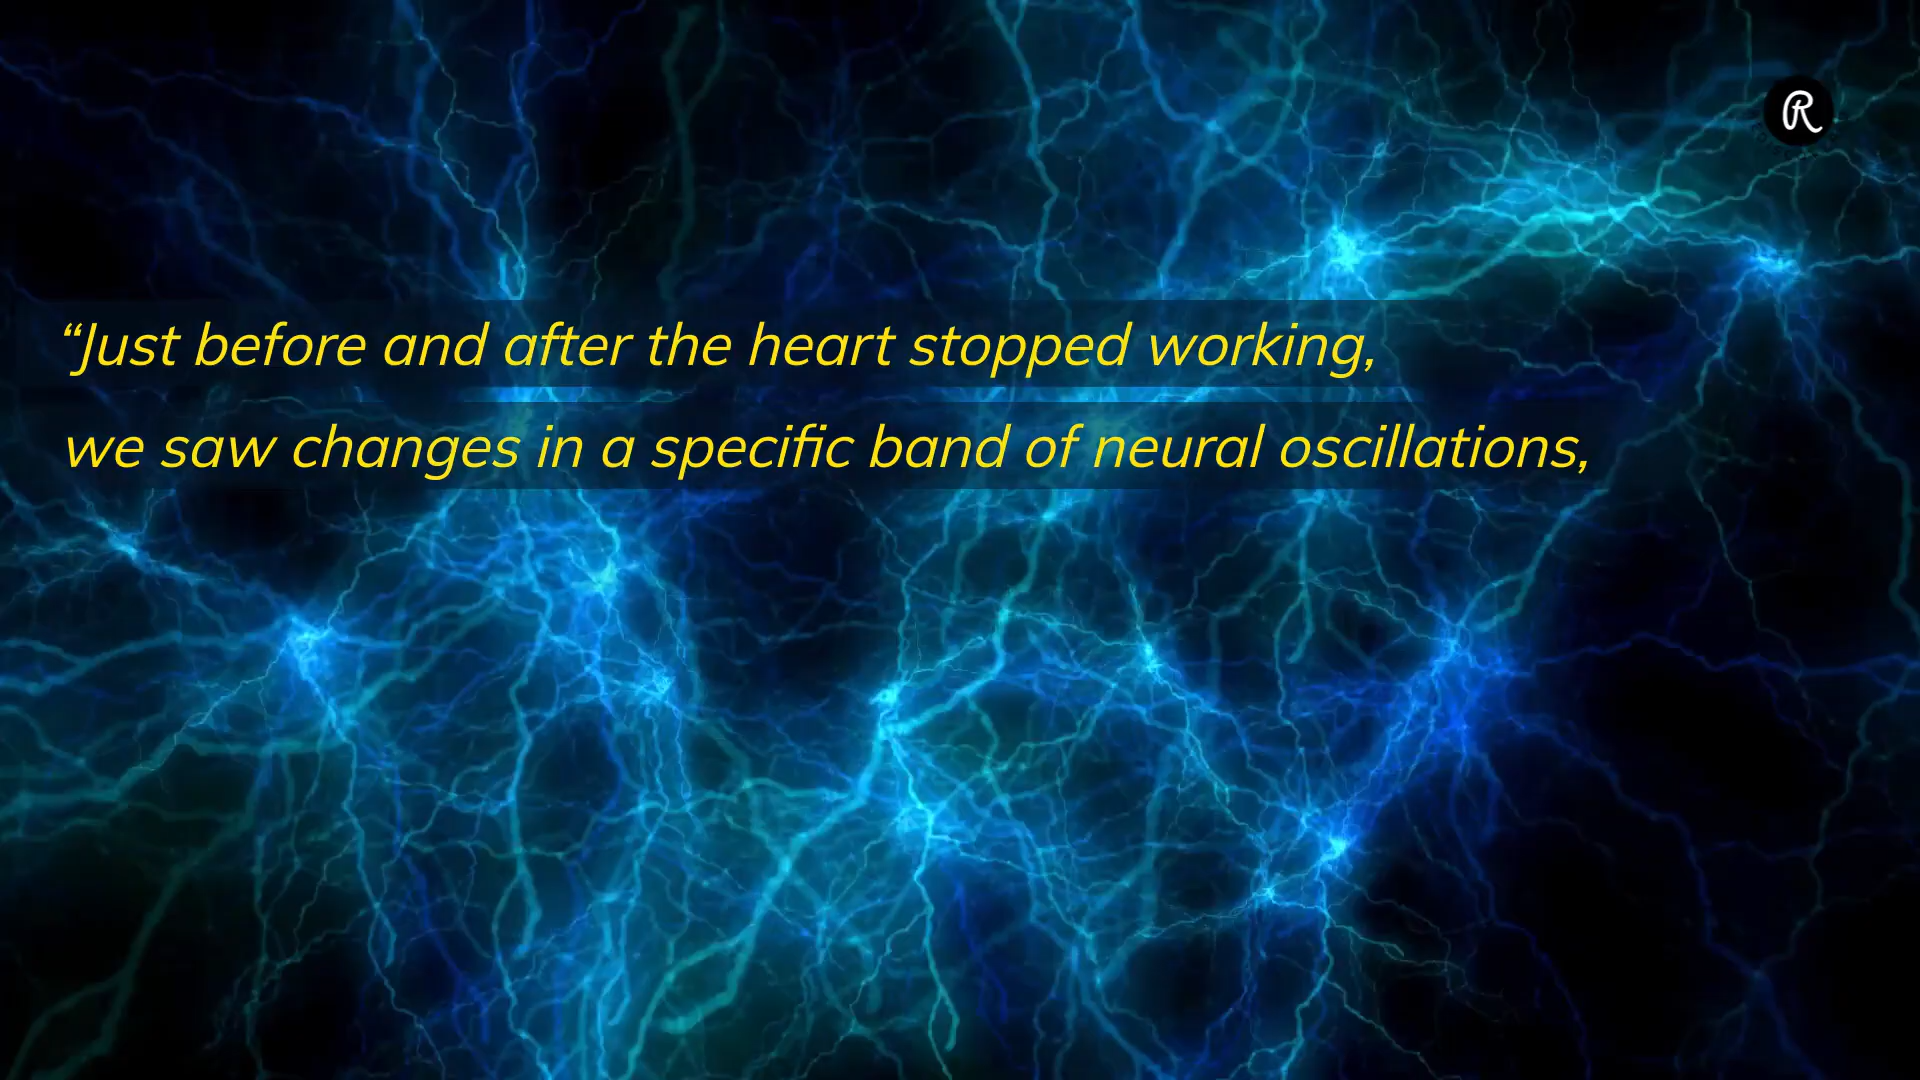 R
“Just before and after the heart stopped working,
we saw changes in a specific band of neural oscillations,